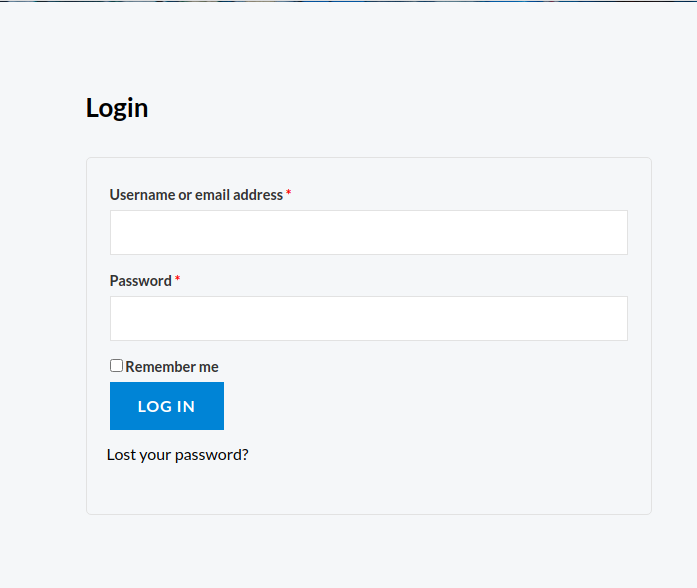 Login
Username or email address *
Password *
Remember me
LOG IN
Lost your password?